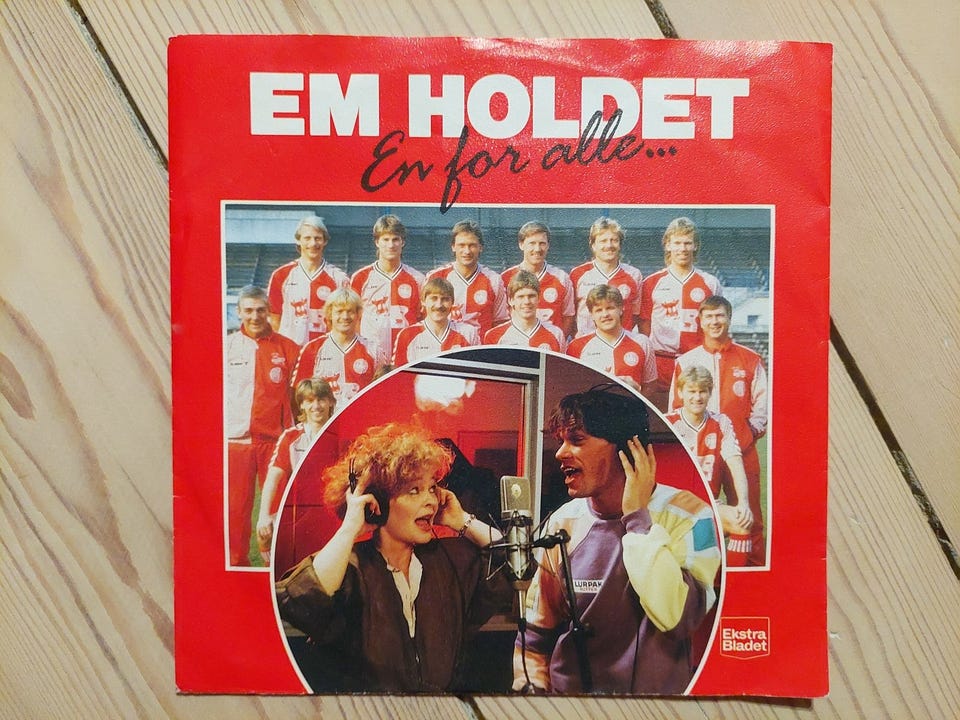 EM HOLDET
En for alle...
LURPAK
Ekstra
Bladet